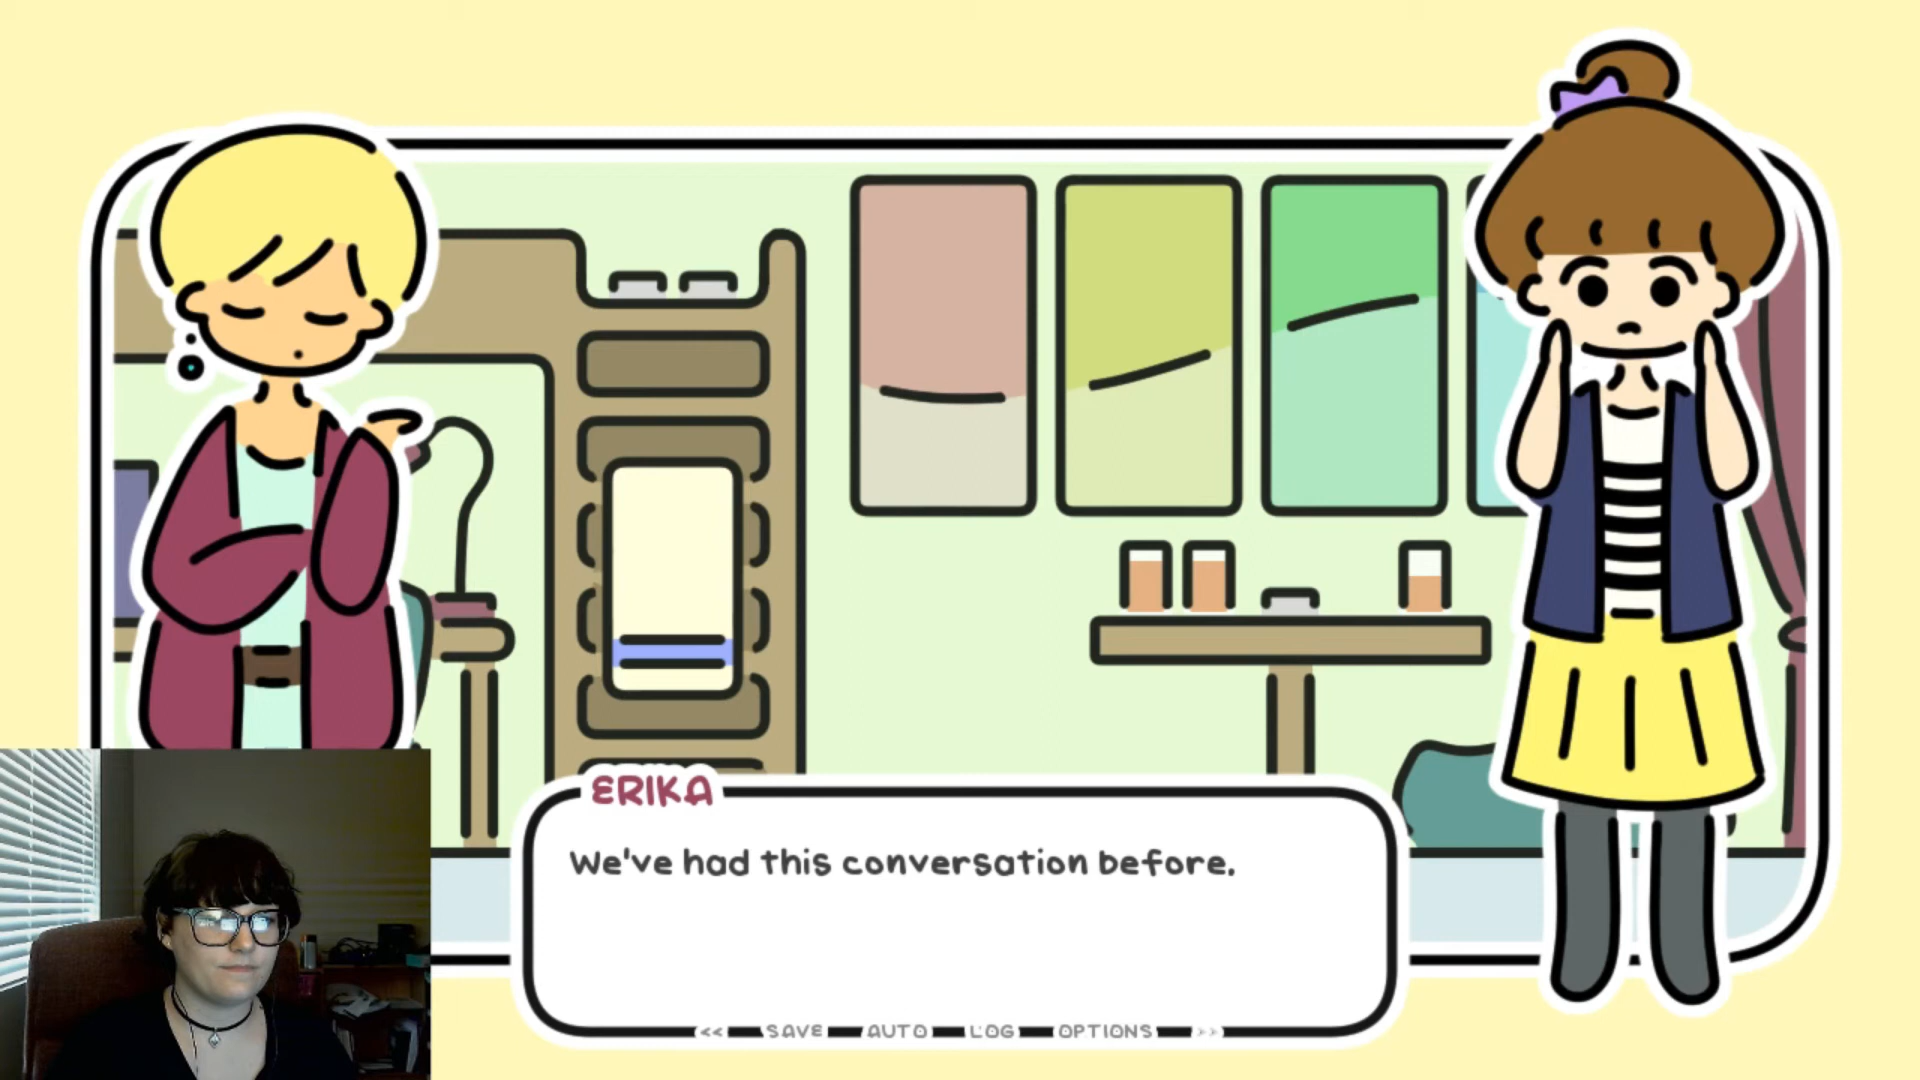 ERIKA
We've had this conversation before.
<< SAVE AUTO LOG OPTIONS >>